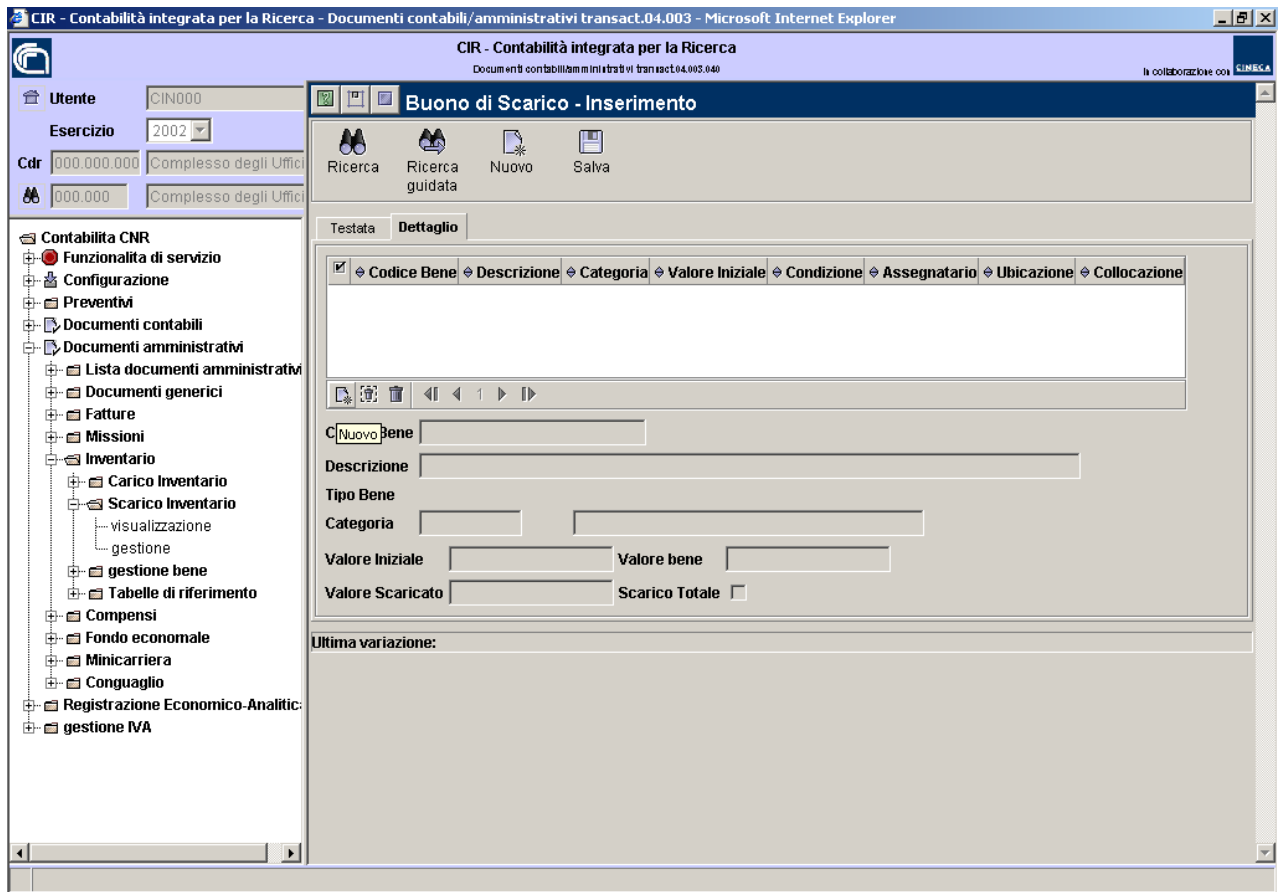 CIR - Contabilità integrata per la Ricerca - Documenti contabili/amministrativi transact.04.003 - Microsoft Internet Explorer
CIR - Contabilità integrata per la Ricerca
Documenti contabili/amministrativi transact.04.003.040
In collaborazione con CINECA
Utente CIN000
Esercizio 2002
Cdr 000.000.000 Complesso degli Uffici
000.000 Complesso degli Uffici
Contabilita CNR
Funzionalita di servizio
Configurazione
Preventivi
Documenti contabili
Documenti amministrativi
Lista documenti amministrativi
Documenti generici
Fatture
Missioni
Inventario
Carico Inventario
Scarico Inventario
visualizzazione
gestione
gestione bene
Tabelle di riferimento
Compensi
Fondo economale
Minicarriera
Conguaglio
Registrazione Economico-Analitic
gestione IVA
Buono di Scarico - Inserimento
Ricerca
Ricerca guidata
Nuovo
Salva
Testata Dettaglio
Codice Bene Descrizione Categoria Valore Iniziale Condizione Assegnatario Ubicazione Collocazione
1
C Nuovo Bene
Descrizione
Tipo Bene
Categoria
Valore Iniziale Valore bene
Valore Scaricato Scarico Totale
Ultima variazione: